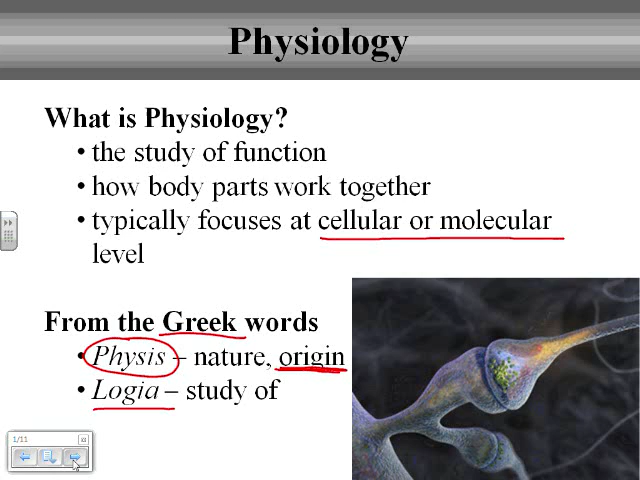 Physiology
What is Physiology?
• the study of function
• how body parts work together
• typically focuses at cellular or molecular
level
From the Greek words
• Physis – nature, origin
• Logia – study of
1/11